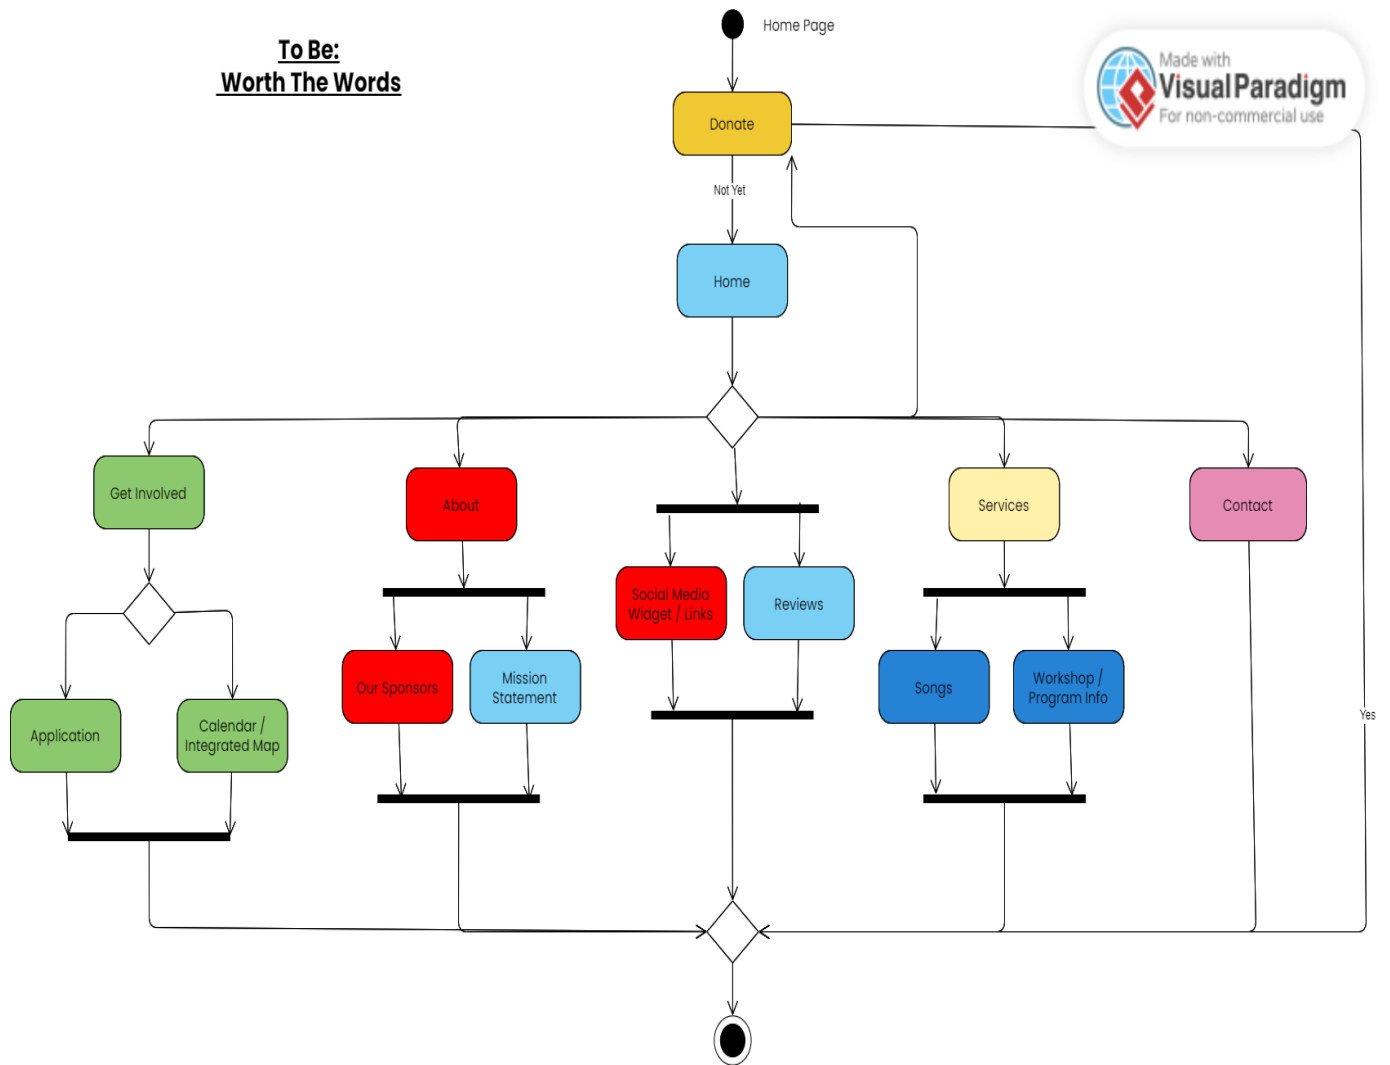 To Be:
Worth The Words
Home Page
Made with
Visual Paradigm
For non-commercial use
Donate
Not Yet
Home
Get Involved
About
Services
Contact
Social Media
Widget / Links
Reviews
Our Sponsors
Mission
Statement
Songs
Workshop /
Program Info
Application
Calendar /
Integrated Map
Yes